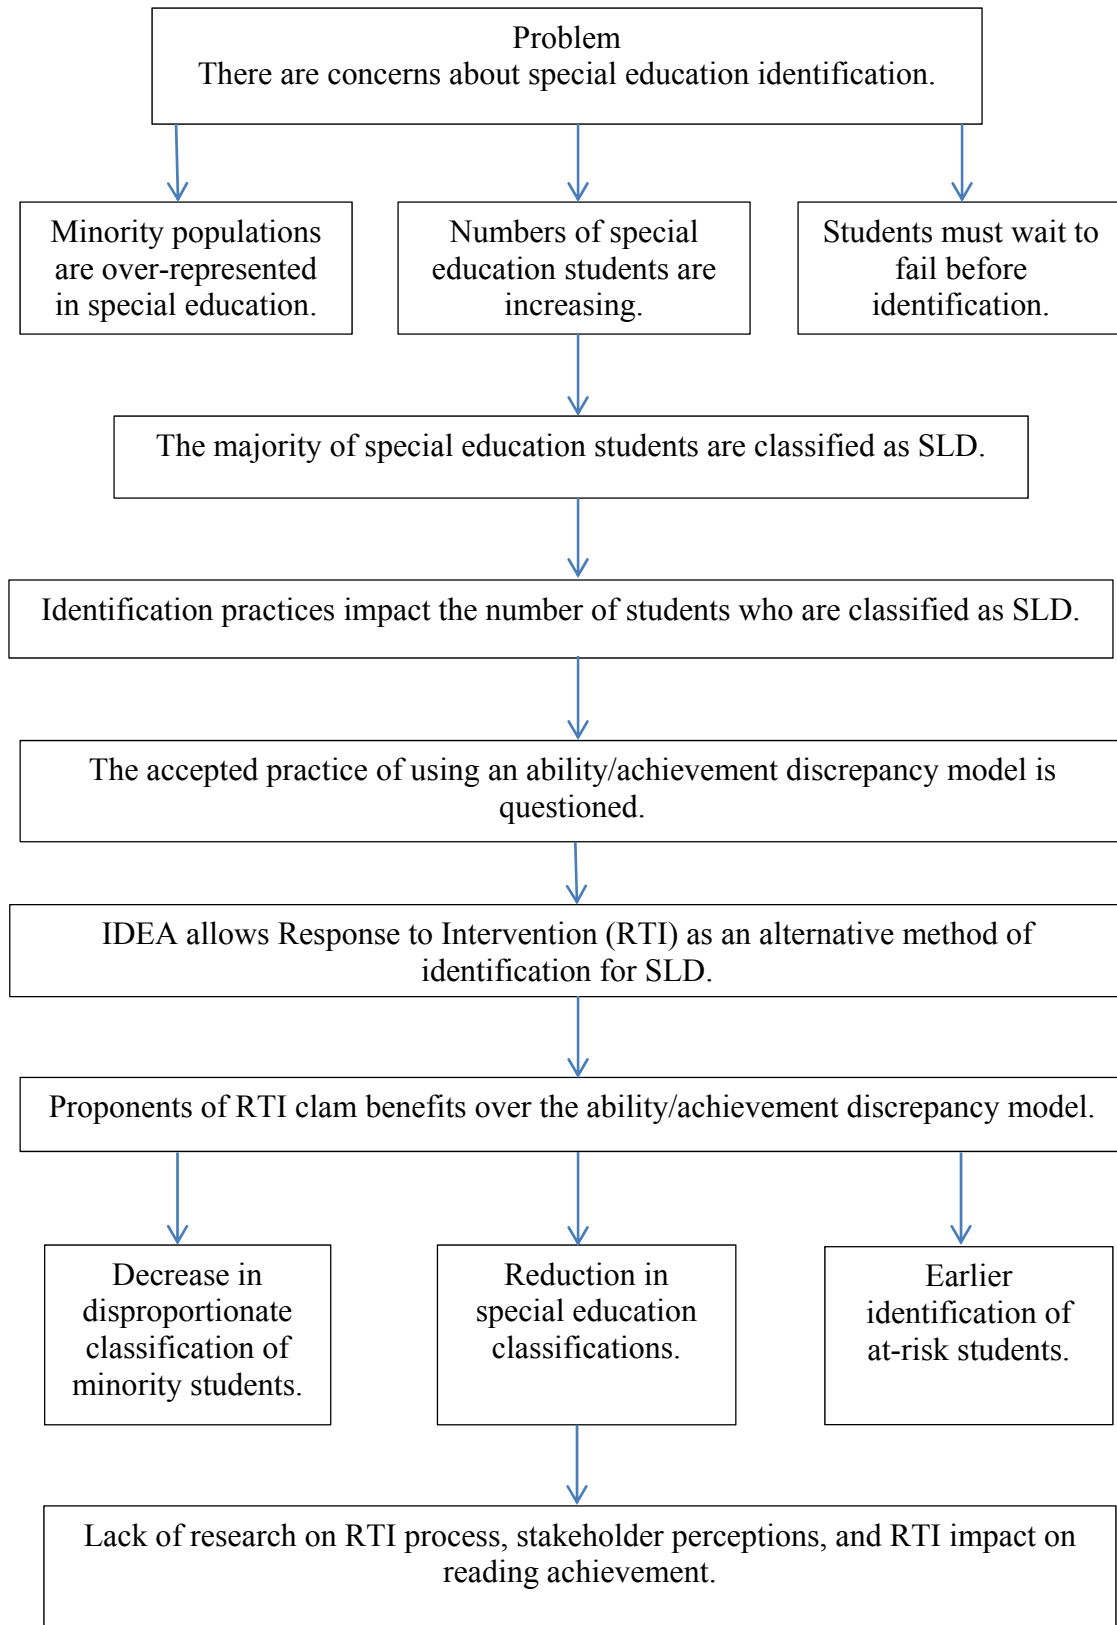 Problem
There are concerns about special education identification.
Minority populations
are over-represented
in special education.
Numbers of special
education students are
increasing.
Students must wait to
fail before
identification.
The majority of special education students are classified as SLD.
Identification practices impact the number of students who are classified as SLD.
The accepted practice of using an ability/achievement discrepancy model is
questioned.
IDEA allows Response to Intervention (RTI) as an alternative method of
identification for SLD.
Proponents of RTI clam benefits over the ability/achievement discrepancy model.
Decrease in
disproportionate
classification of
minority students.
Reduction in
special education
classifications.
Earlier
identification of
at-risk students.
Lack of research on RTI process, stakeholder perceptions, and RTI impact on
reading achievement.